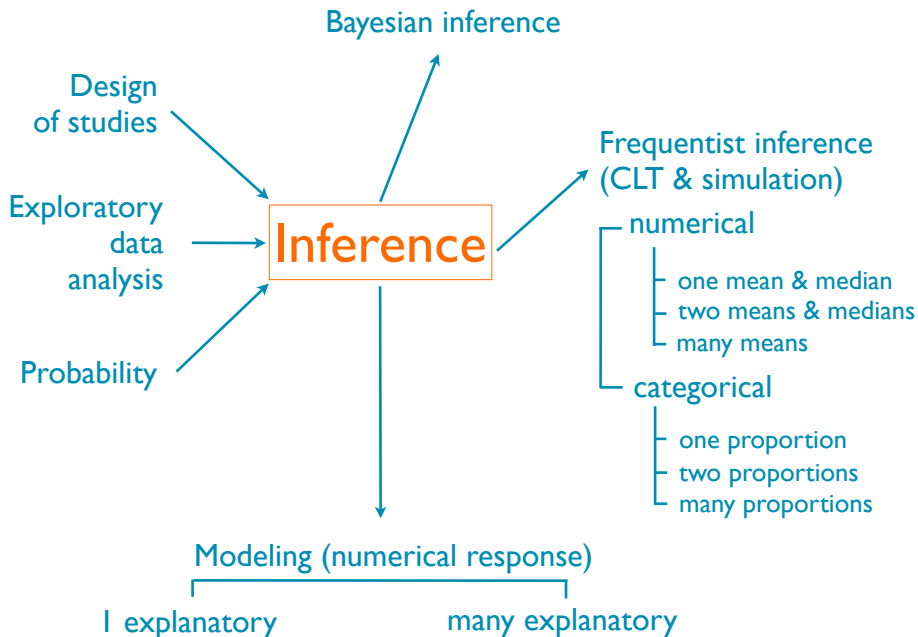 Bayesian inference
Design
of studies
Exploratory
data
analysis
Probability
Inference
Frequentist inference
(CLT & simulation)
numerical
one mean & median
two means & medians
many means
categorical
one proportion
two proportions
many proportions
Modeling (numerical response)
1 explanatory
many explanatory